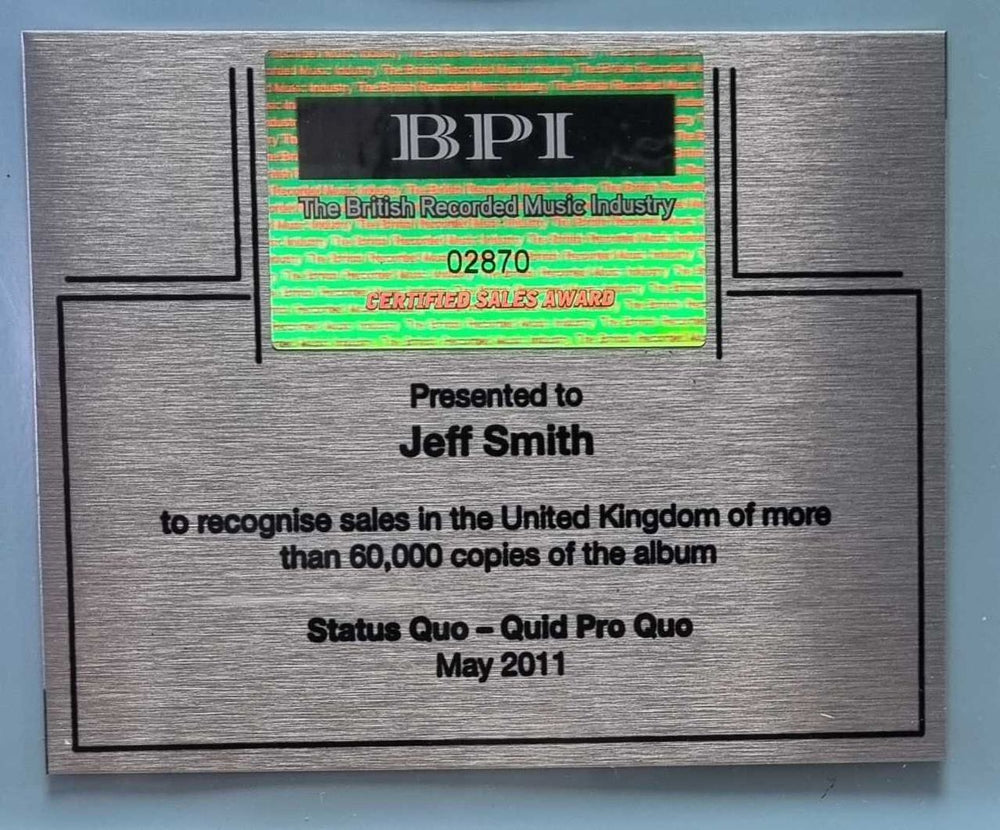 BPI
The British Recorded Music Industry
02870
CERTIFIED SALES AWARD
Presented to
Jeff Smith
to recognise sales in the United Kingdom of more
than 60,000 copies of the album
Status Quo – Quid Pro Quo
May 2011